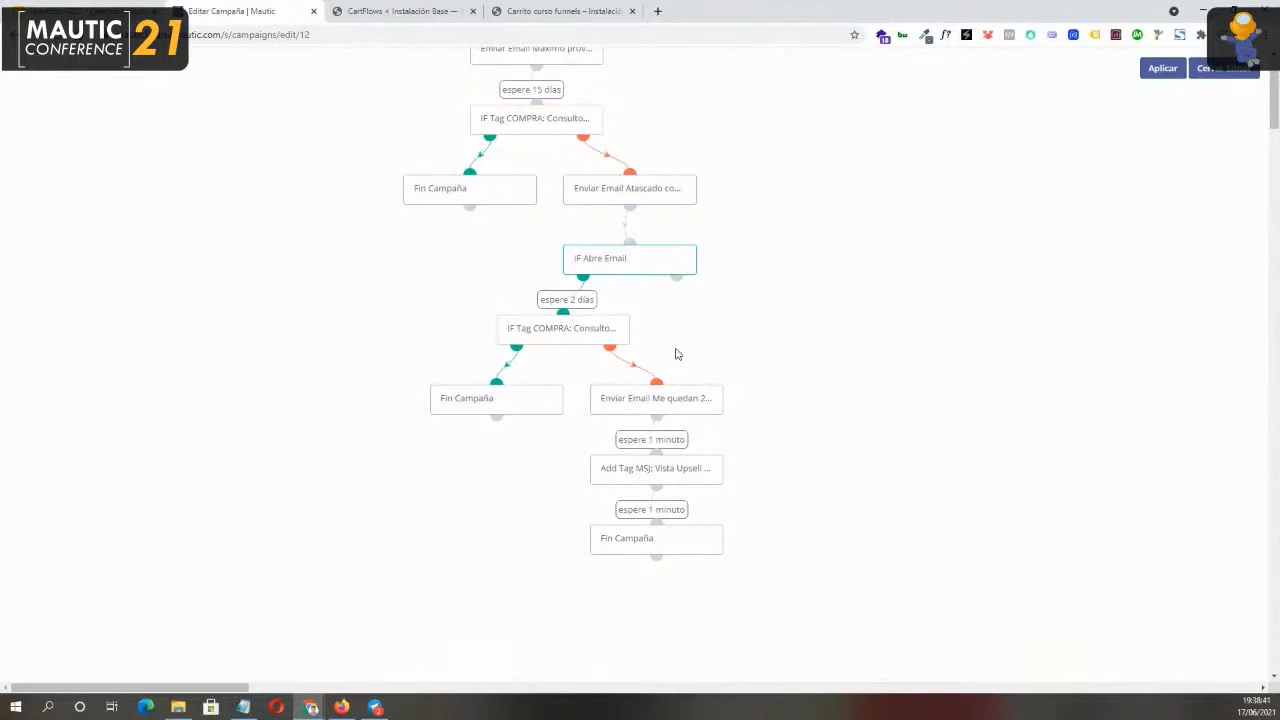 MAUTIC
CONFERENCE
21
Editar Campaña | Mautic
CartFlows < Instalación Base —
Carrito curso funnels – Instalació
mautic.com/s/campaigns/edit/12
18
Aplicar
Enviar Email Máximo prov...
espere 15 días
IF Tag COMPRA: Consulto...
Fin Campaña
Enviar Email Atascado co...
iF Abre Email
espere 2 días
IF Tag COMPRA: Consulto...
Fin Campaña
Enviar Email Me quedan 2...
espere 1 minuto
Add Tag MSJ: Vista Upsell ...
espere 1 minuto
Fin Campaña
19:38:41
17/06/2021